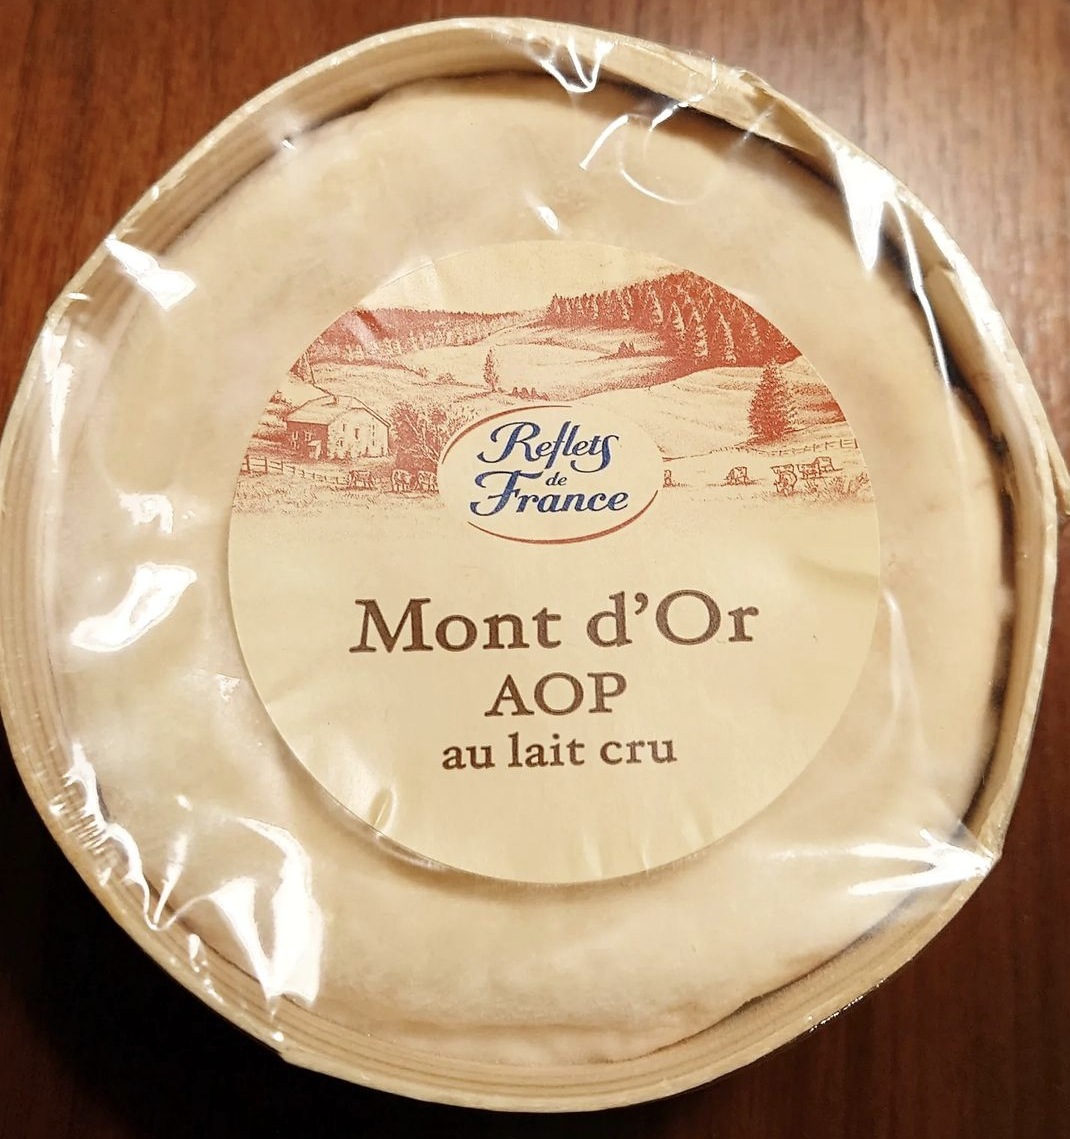 Reflets
de
France
Mont d'Or
AOP
au lait cru